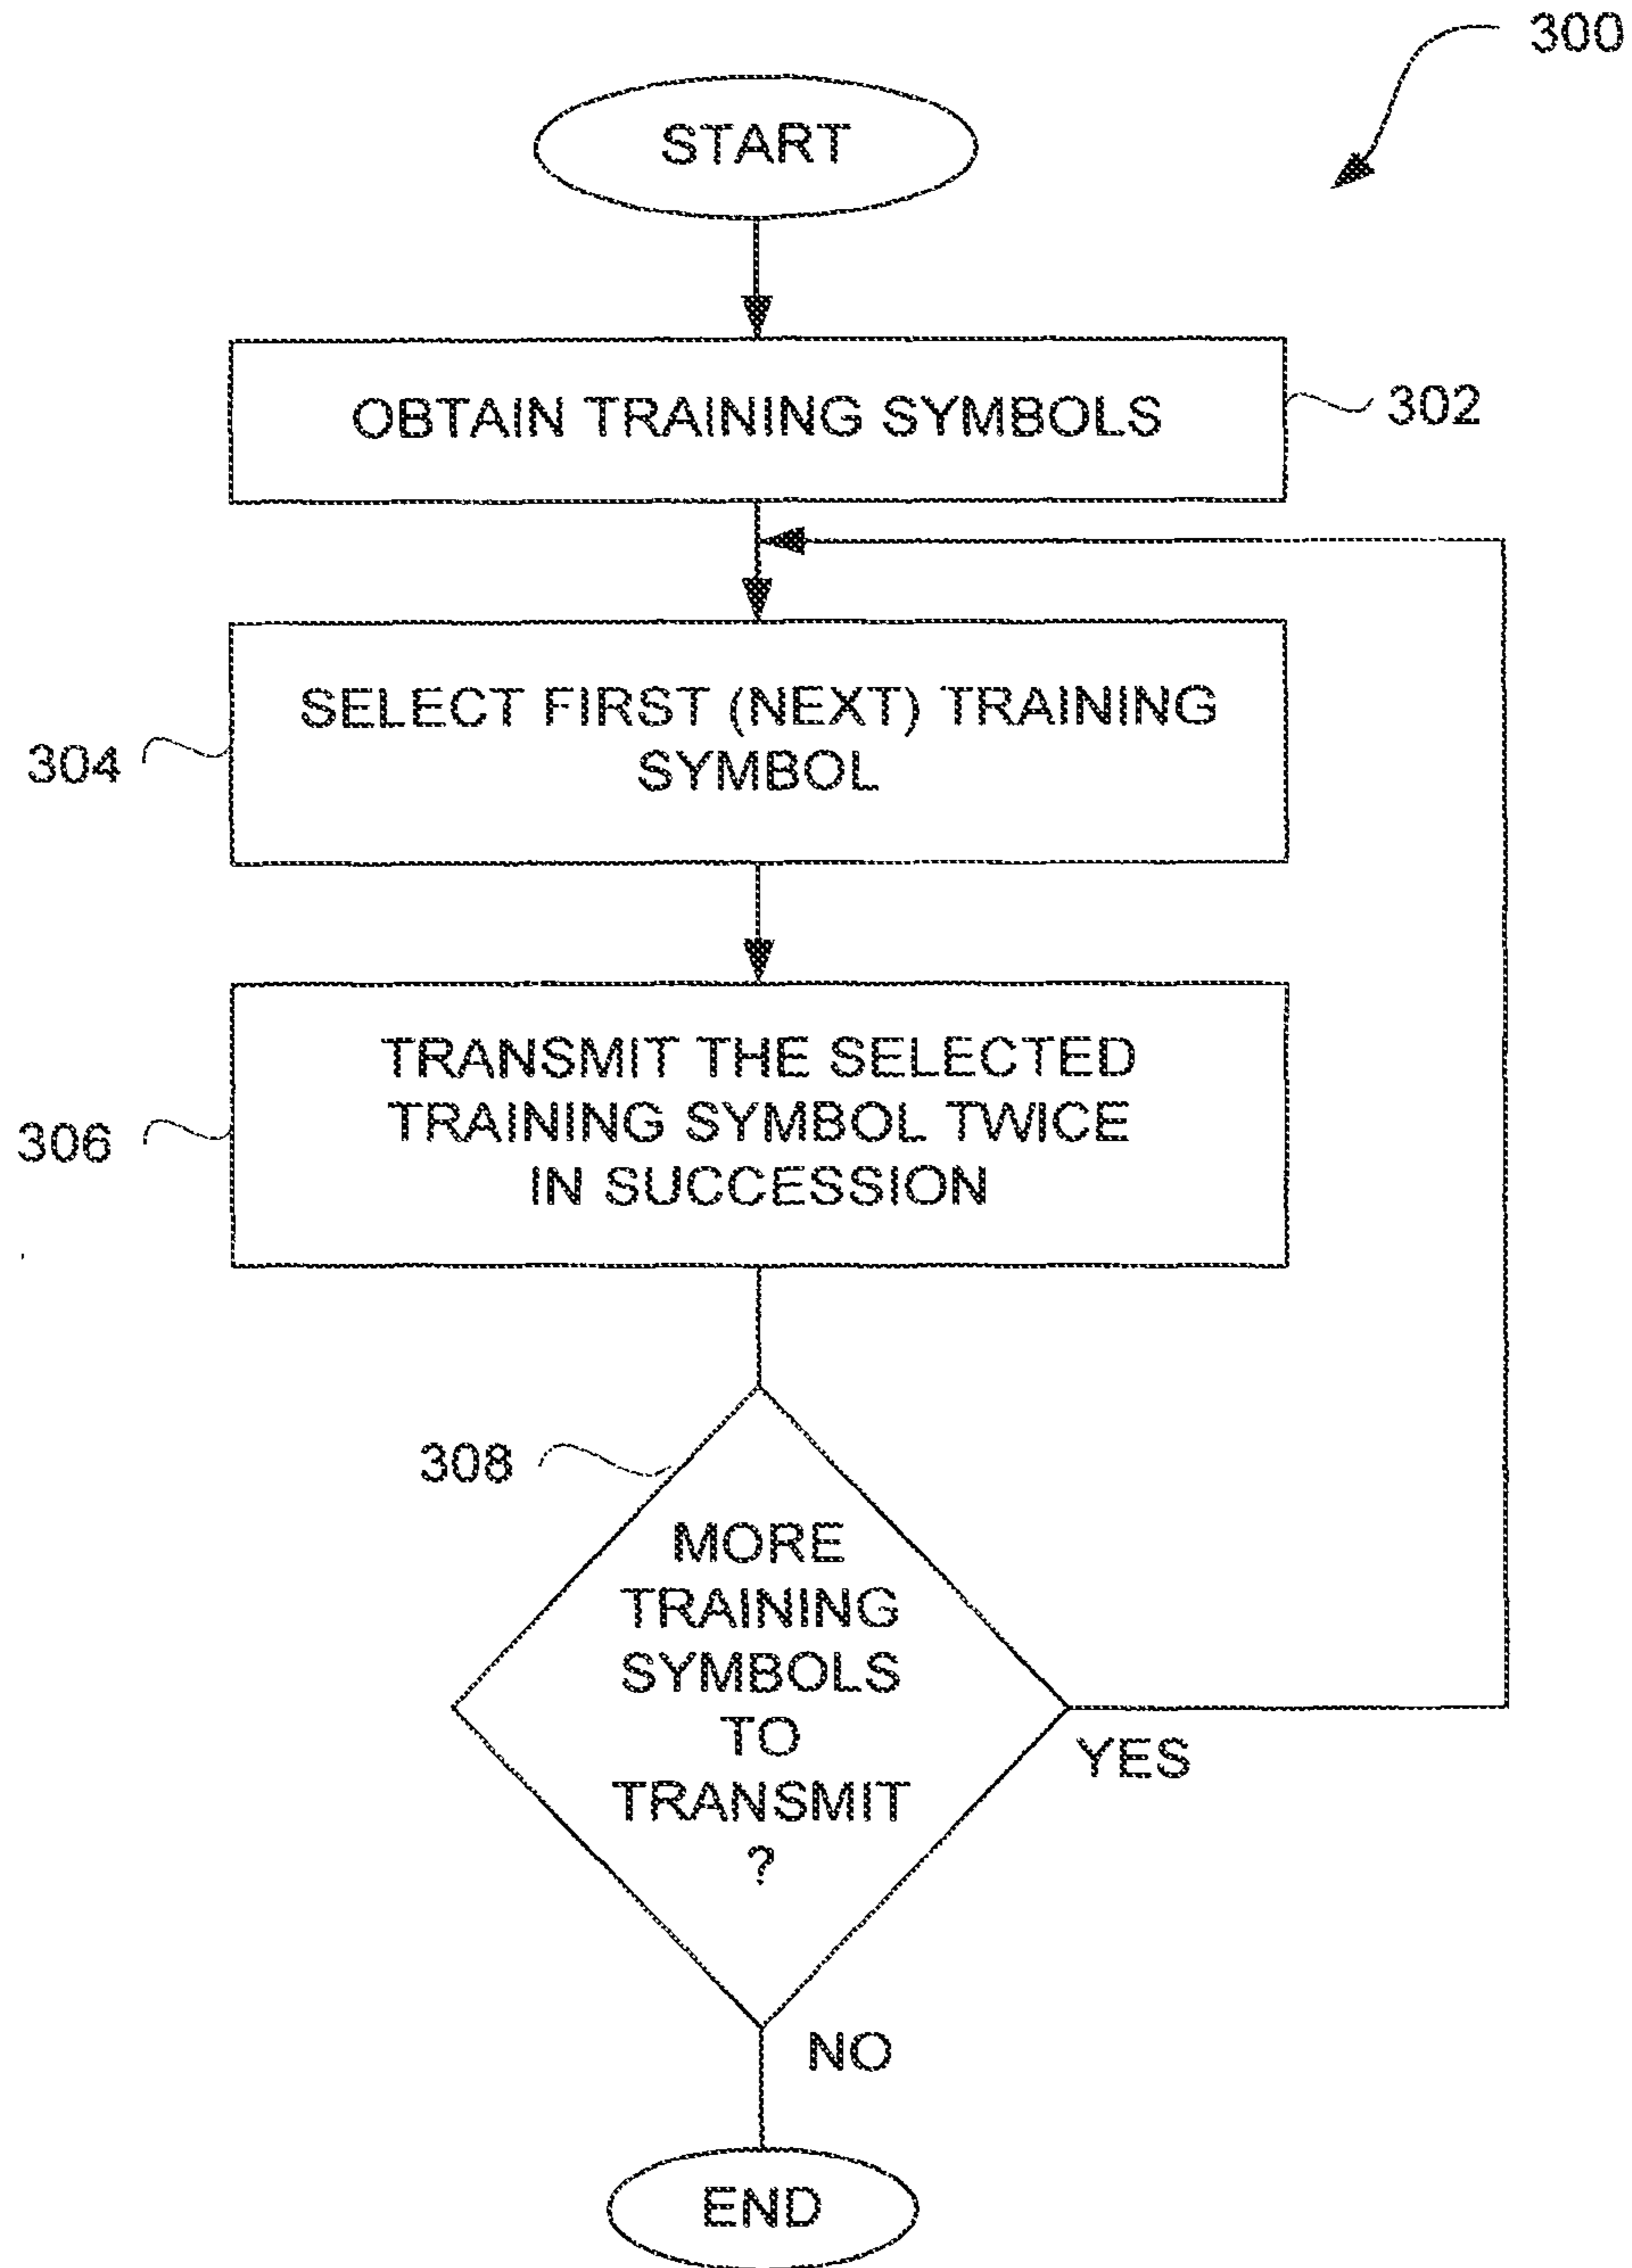 300
START
OBTAIN TRAINING SYMBOLS
302
SELECT FIRST (NEXT) TRAINING
SYMBOL
304
TRANSMIT THE SELECTED
TRAINING SYMBOL TWICE
IN SUCCESSION
306
308
MORE
TRAINING
SYMBOLS
TO
TRANSMIT
?
YES
NO
END